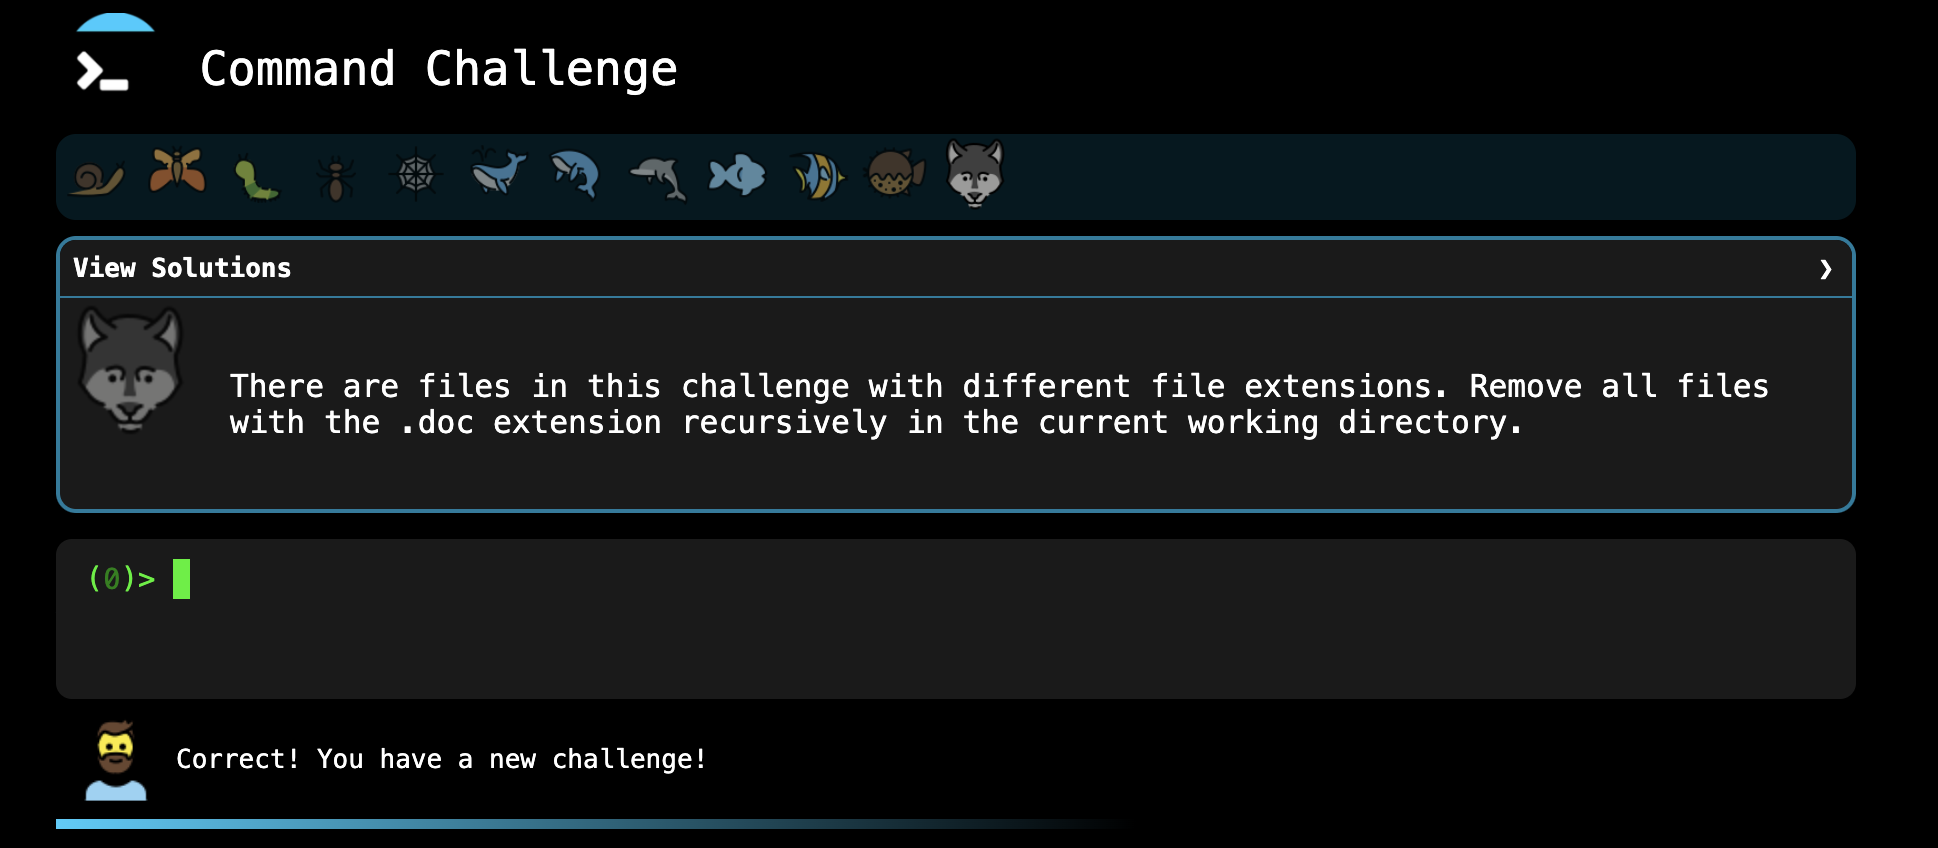 Command Challenge
View Solutions
There are files in this challenge with different file extensions. Remove all files
with the .doc extension recursively in the current working directory.
(0)>
Correct! You have a new challenge!